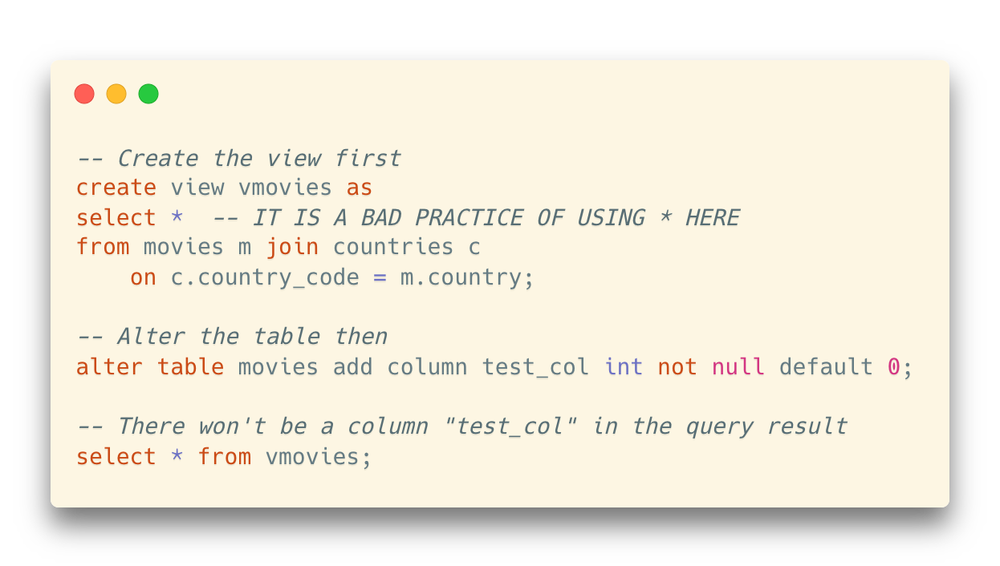 -- Create the view first
create view vmovies as
select *  -- IT IS A BAD PRACTICE OF USING * HERE
from movies m join countries c
    on c.country_code = m.country;
-- Alter the table then
alter table movies add column test_col int not null default 0;
-- There won't be a column "test_col" in the query result
select * from vmovies;